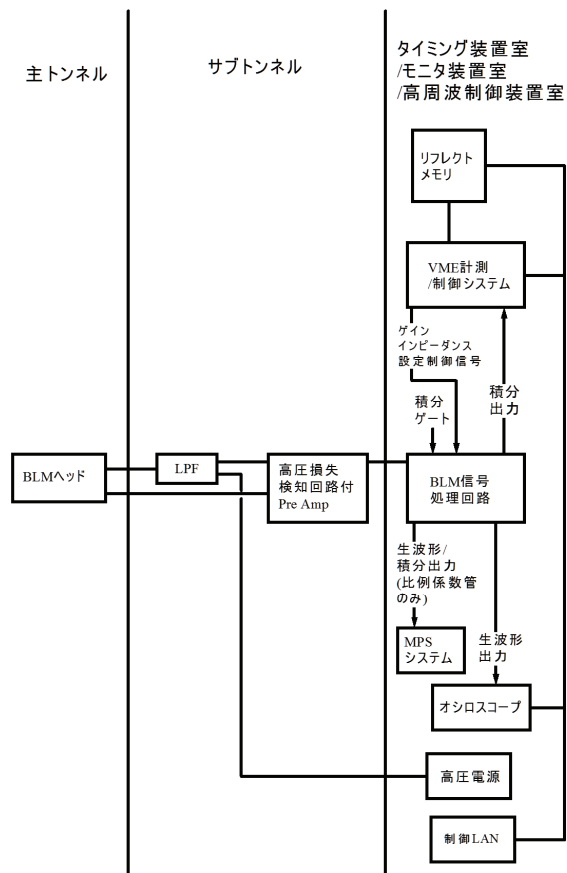 主トンネル
サブトンネル
タイミング装置室
/モニタ装置室
/高周波制御装置室
リフレクト
メモリ
VME計測
/制御システム
ゲイン
インピーダンス
設定制御信号
積分
ゲート
積分
出力
BLMヘッド
LPF
高圧損失
検知回路付
Pre Amp
BLM信号
処理回路
生波形/
積分出力
(比例係数管
のみ)
生波形
出力
MPS
システム
オシロスコープ
高圧電源
制御LAN